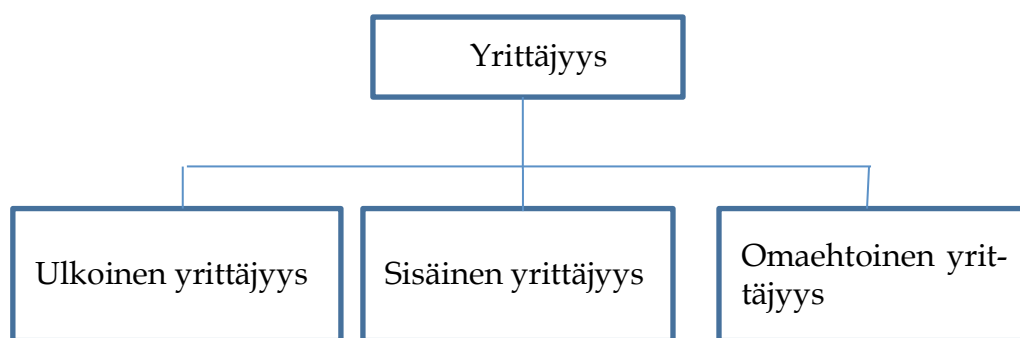 Yrittäjyys
Ulkoinen yrittäjyys
Sisäinen yrittäjyys
Omaehtoinen yrit-
täjyys